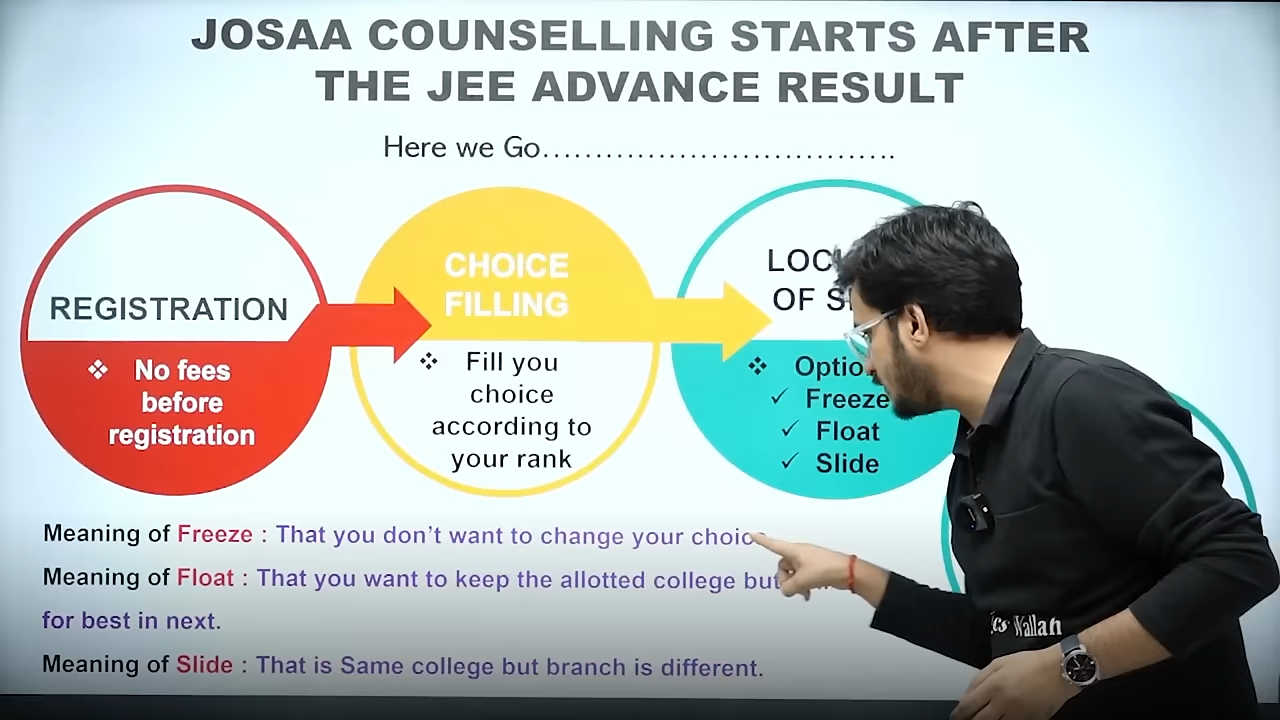 JOSAA COUNSELLING STARTS AFTER
THE JEE ADVANCE RESULT
Here we Go……………………………
REGISTRATION
❖ No fees
before
registration
CHOICE
FILLING
❖ Fill you
choice
according to
your rank
OF
❖
✓ Freeze
✓ Float
✓ Slide
Meaning of Freeze : That you don't want to change your
Meaning of Float : That you want to keep the allotted college but
for best in next.
Meaning of Slide : That is Same college but branch is different.
Wallah